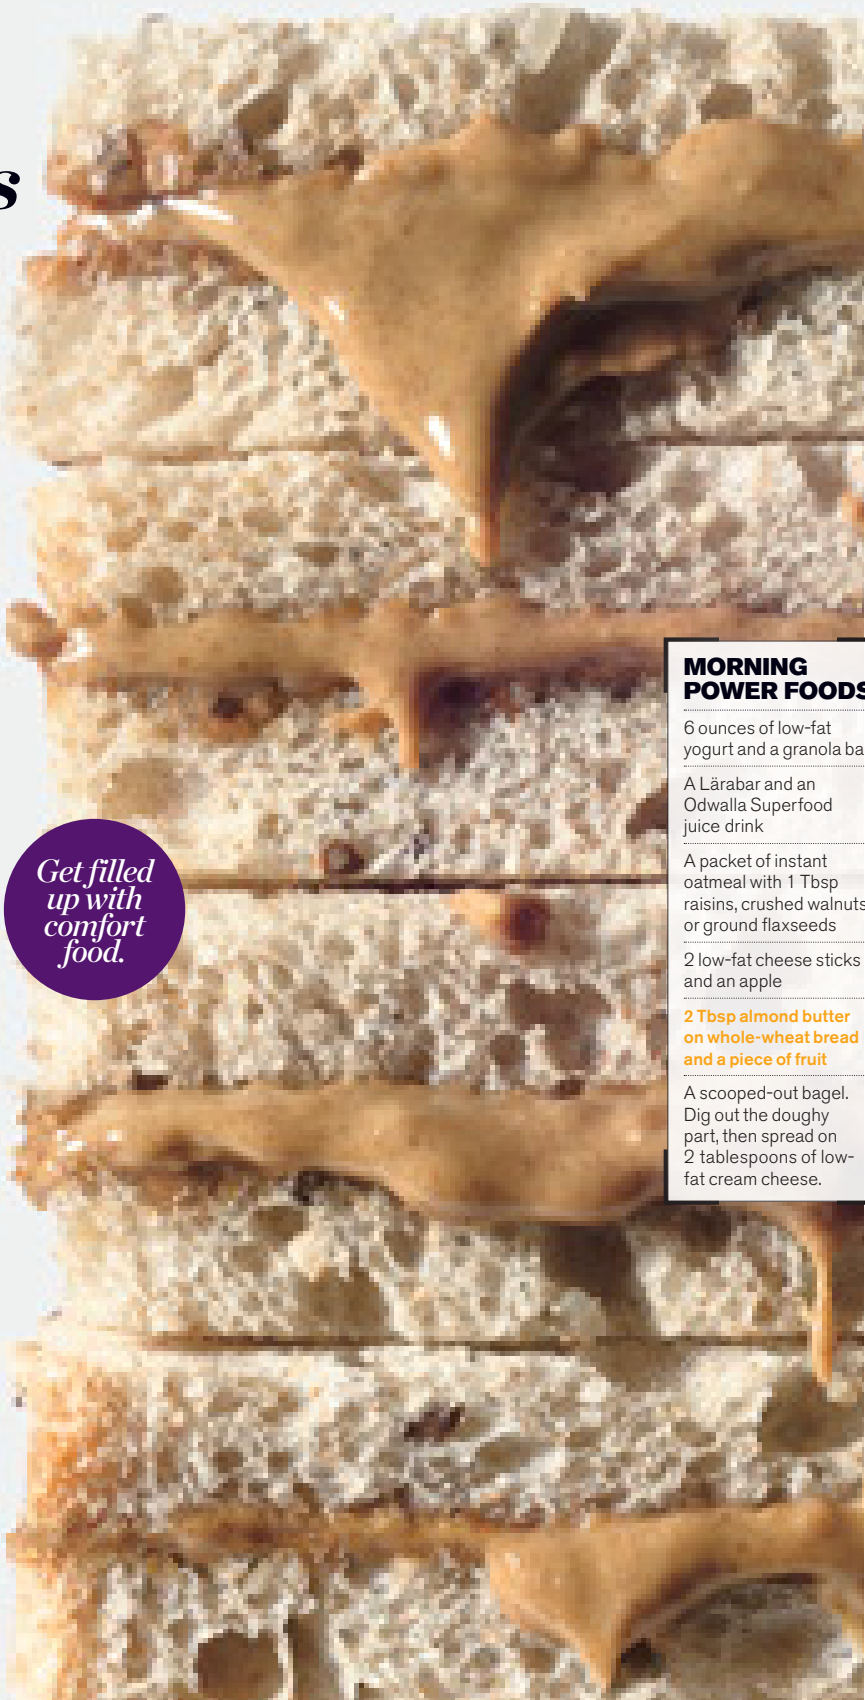 s
MORNING
POWER FOODS
6 ounces of low-fat
yogurt and a granola ba
A Lärabar and an
Odwalla Superfood
juice drink
A packet of instant
oatmeal with 1 Tbsp
raisins, crushed walnuts
or ground flaxseeds
2 low-fat cheese sticks
and an apple
2 Tbsp almond butter
on whole-wheat bread
and a piece of fruit
A scooped-out bagel.
Dig out the doughy
part, then spread on
2 tablespoons of low-
fat cream cheese.
Get filled
up with
comfort
food.